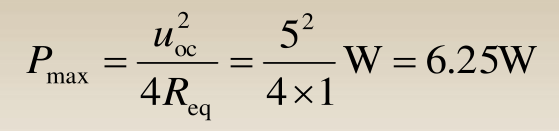 P_max = u_oc^2 / 4R_eq = 5^2 / 4×1 W = 6.25W